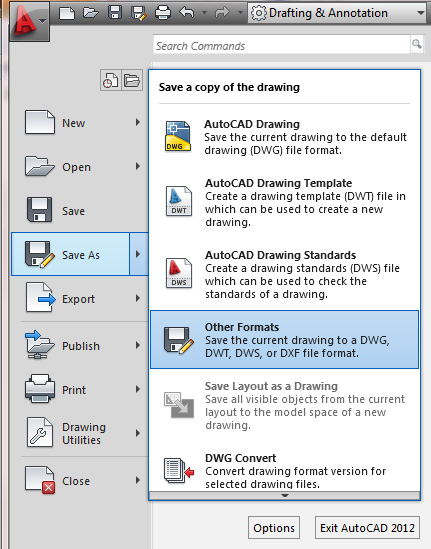 Drafting & Annotation
Search Commands
New
Open
Save
Save As
Export
Publish
Print
Drawing
Utilities
Close
Save a copy of the drawing
DWG
AutoCAD Drawing
Save the current drawing to the default
drawing (DWG) file format.
DWT
AutoCAD Drawing Template
Create a drawing template (DWT) file in
which can be used to create a new
drawing.
DWS
AutoCAD Drawing Standards
Create a drawing standards (DWS) file
which can be used to check the
standards of a drawing.
Other Formats
Save the current drawing to a DWG,
DWT, DWS, or DXF file format.
Save Layout as a Drawing
Save all visible objects from the current
layout to the model space of a new
drawing.
DWG Convert
Convert drawing format version for
selected drawing files.
Options
Exit AutoCAD 2012